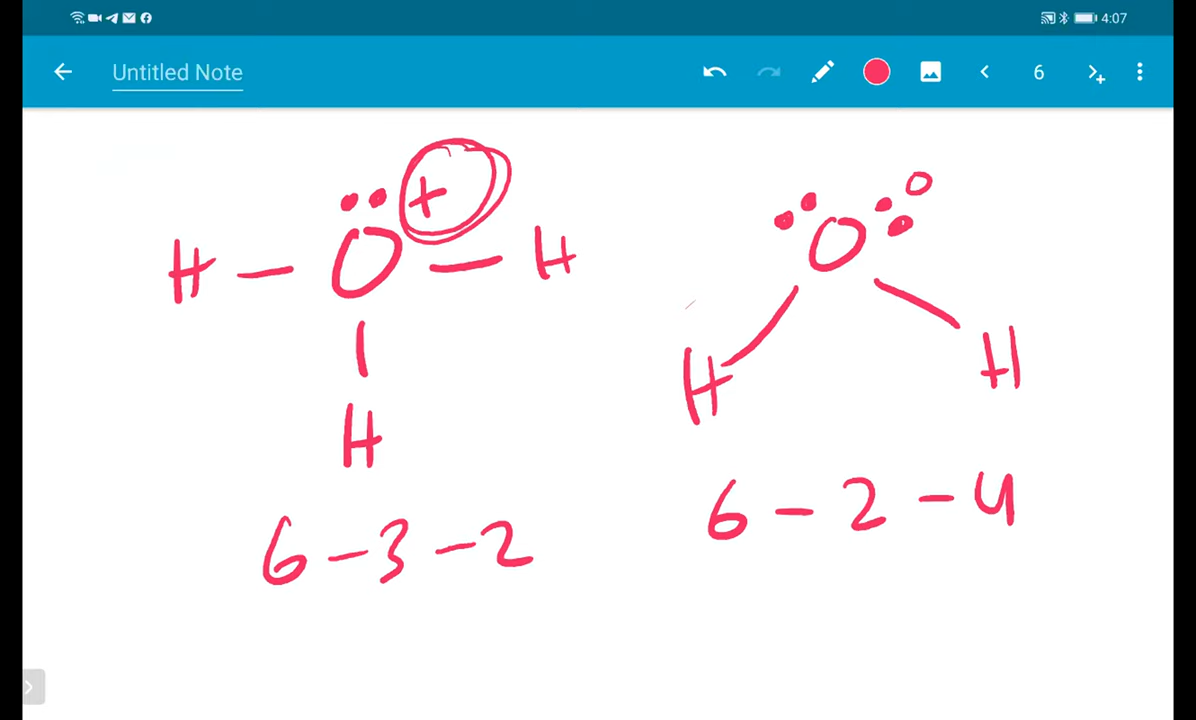 4:07
Untitled Note
6
+
H - O - H
H
O
O
H
H
6 - 3 - 2
6 - 2 - 4